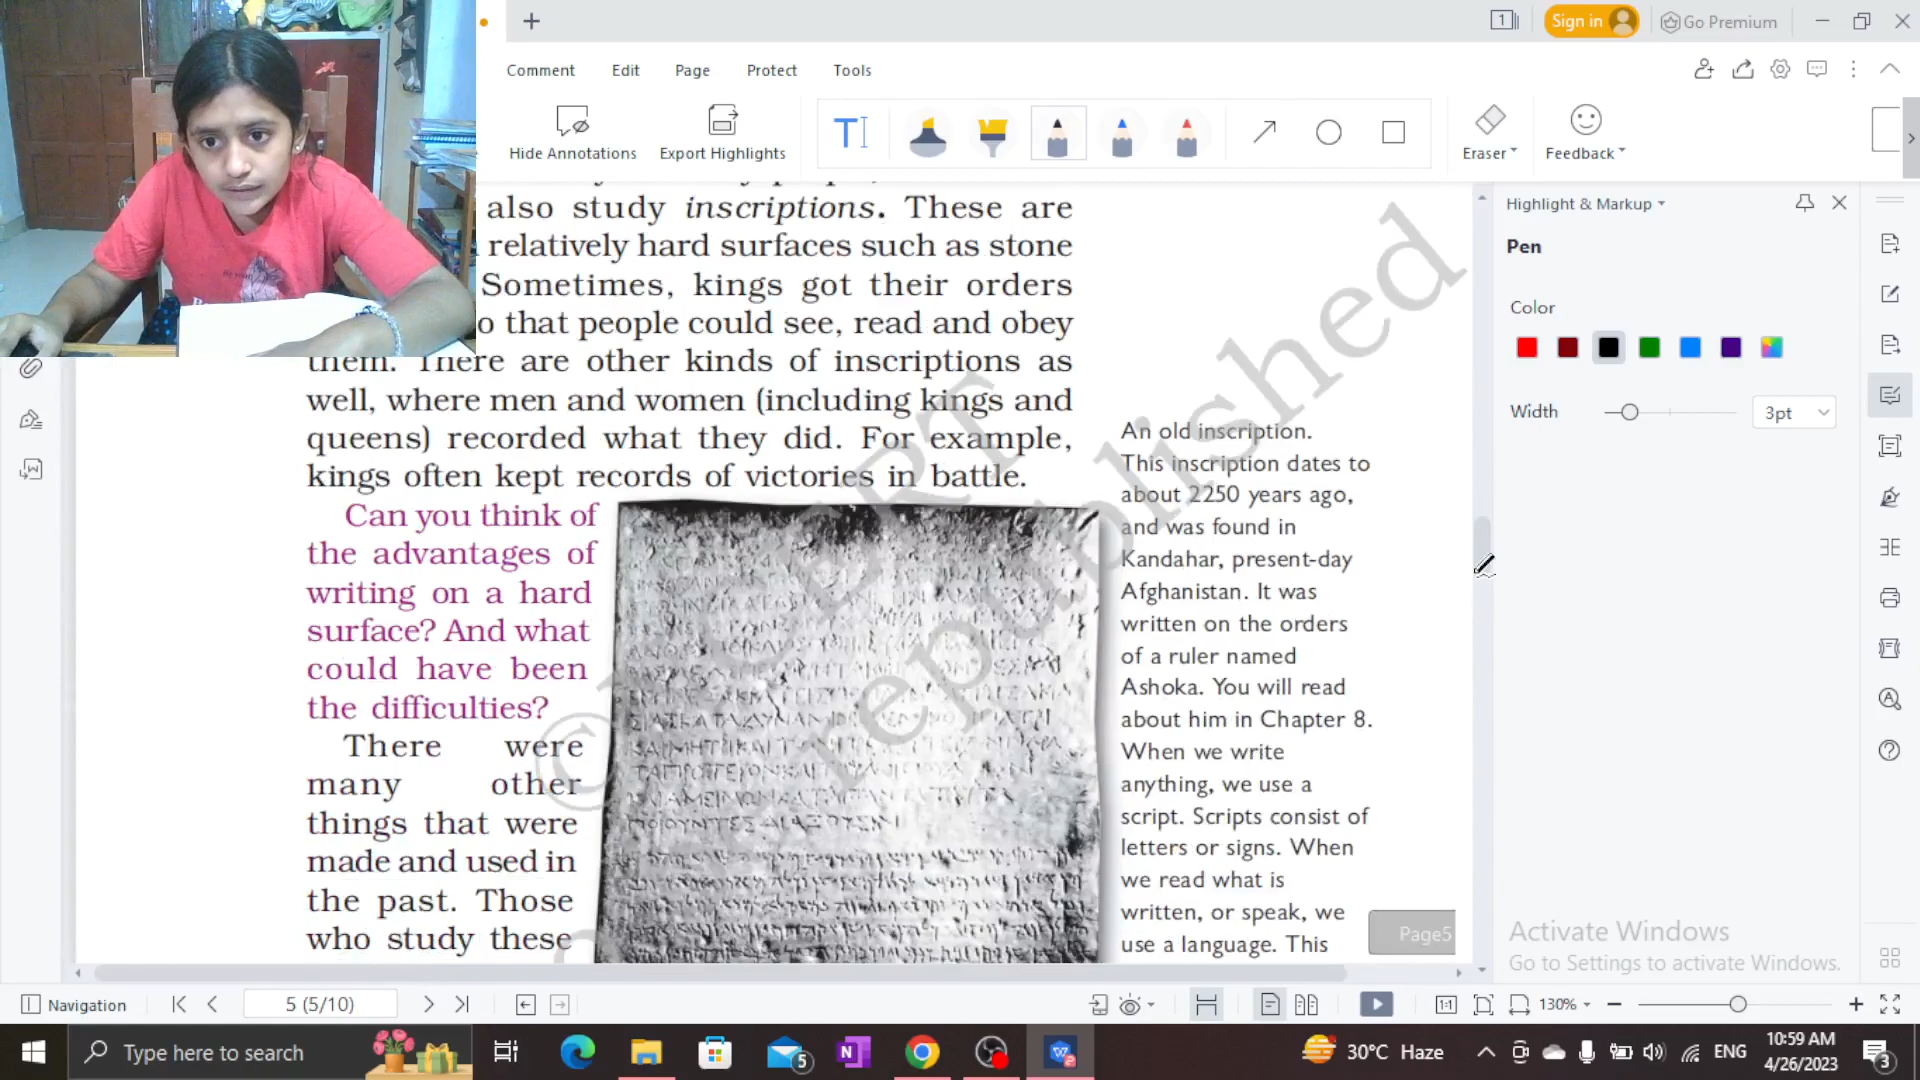 Sign in
Go Premium
Comment Edit Page Protect Tools
Hide Annotations
Export Highlights
Eraser
Feedback
also study inscriptions. These are
relatively hard surfaces such as stone
Sometimes, kings got their orders
o that people could see, read and obey
them. There are other kinds of inscriptions as
well, where men and women (including kings and
queens) recorded what they did. For example,
kings often kept records of victories in battle.
Can you think of
the advantages of
writing on a hard
surface? And what
could have been
the difficulties?
There were
many other
things that were
made and used in
the past. Those
who study these
An old inscription.
This inscription dates to
about 2250 years ago,
and was found in
Kandahar, present-day
Afghanistan. It was
written on the orders
of a ruler named
Ashoka. You will read
about him in Chapter 8.
When we write
anything, we use a
script. Scripts consist of
letters or signs. When
we read what is
written, or speak, we
use a language. This
Page5
© NCERT
republished
Highlight & Markup
Pen
Color
Width 3pt
Activate Windows
Go to Settings to activate Windows.
Navigation
5 (5/10)
1:1
130%
Type here to search
5
30°C Haze
ENG
10:59 AM
4/26/2023
3